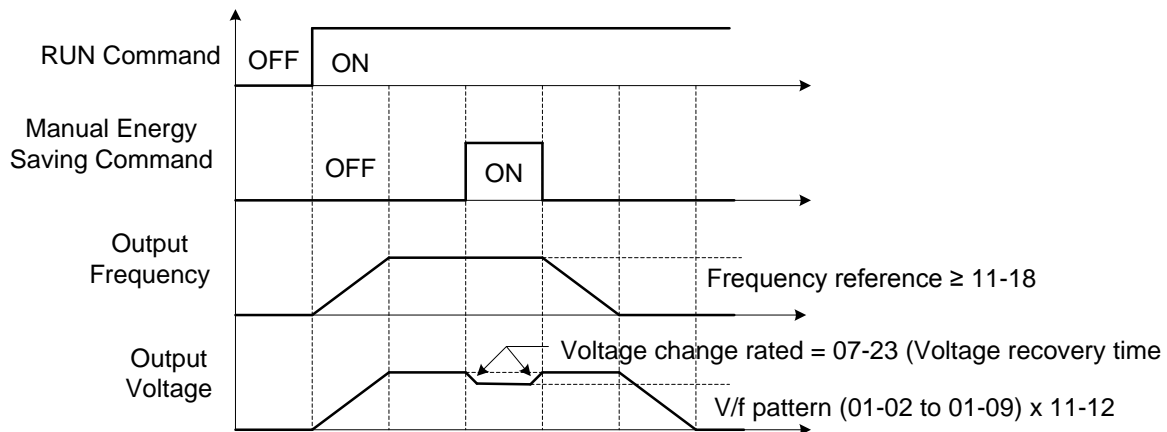 RUN Command
OFF
ON
Manual Energy
Saving Command
OFF
ON
Output
Frequency
Frequency reference ≥ 11-18
Output
Voltage
Voltage change rated = 07-23 (Voltage recovery time
V/f pattern (01-02 to 01-09) x 11-12